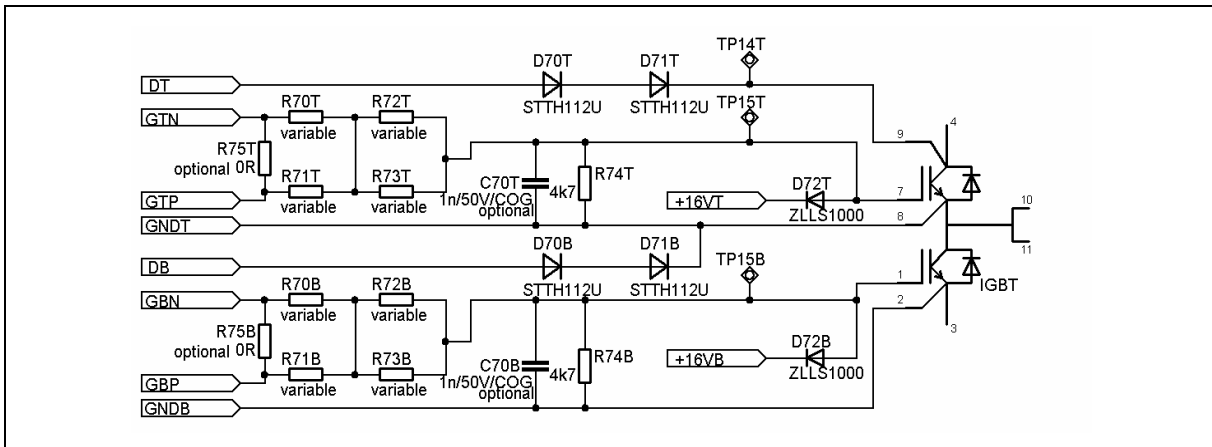 TP14T
D70T D71T
DT
STTH112U STTH112U
TP15T
R70T R72T
GTN
variable variable
9 4
R75T
optional 0R
R71T R73T
C70T 4k7 R74T
1n/50V/COG
optional
D72T
7
GTP
variable variable
+16VT
ZLLS1000
8
GNDT
10
D70B D71B
11
DB
TP15B
STTH112U STTH112U
R70B R72B
1
GBN
IGBT
variable variable
2
R75B
optional 0R
3
R71B R73B
C70B 4k7 R74B
1n/50V/COG
optional
D72B
+16VB
ZLLS1000
GBP
variable variable
GNDB